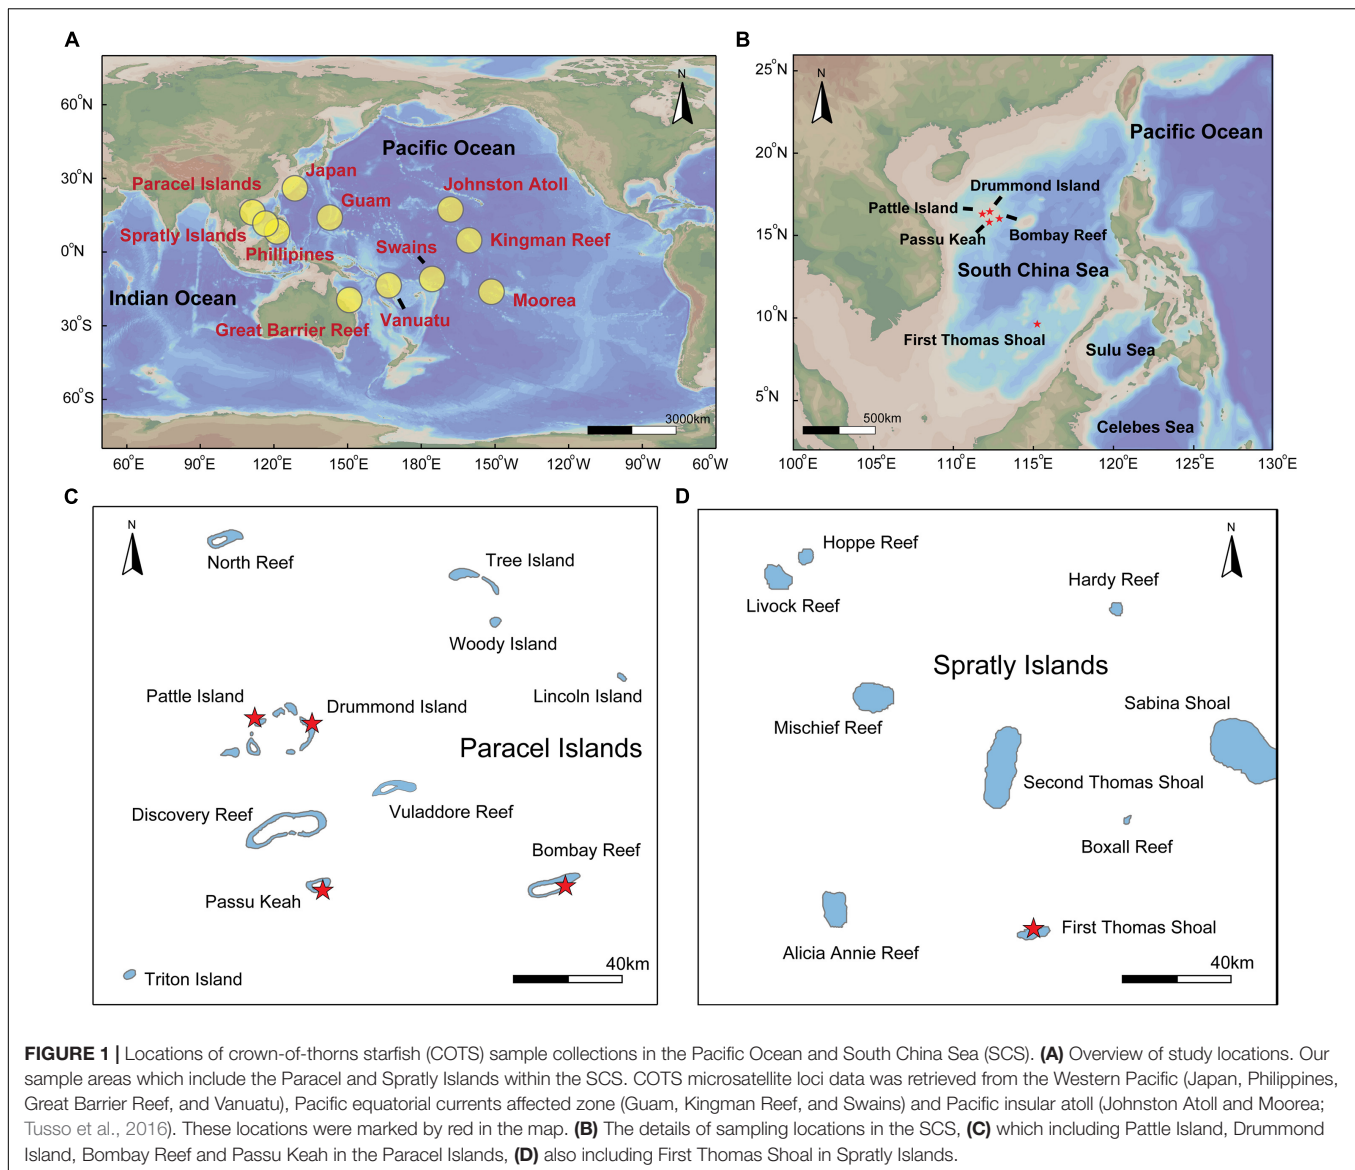 A
N
60°N
30°N
0°N
30°S
60°S
Pacific Ocean
Japan
Paracel Islands
Johnston Atoll
Guam
Spratly Islands
Swains
Kingman Reef
Phillipines
Indian Ocean
Moorea
Vanuatu
Great Barrier Reef
3000km
60°E
90°E
120°E
150°E
180°E
150°W
120°W
90°W
60°W
B
N
25°N
20°N
15°N
10°N
5°N
Pacific Ocean
Drummond Island
Pattle Island
Passu Keah
Bombay Reef
South China Sea
First Thomas Shoal
Sulu Sea
Celebes Sea
500km
100°E
105°E
110°E
115°E
120°E
125°E
130°E
C
N
North Reef
Tree Island
Woody Island
Lincoln Island
Pattle Island
Drummond Island
Paracel Islands
Discovery Reef
Vuladdore Reef
Bombay Reef
Passu Keah
Triton Island
40km
D
N
Hoppe Reef
Livock Reef
Hardy Reef
Spratly Islands
Sabina Shoal
Mischief Reef
Second Thomas Shoal
Boxall Reef
First Thomas Shoal
Alicia Annie Reef
40km
FIGURE 1 | Locations of crown-of-thorns starfish (COTS) sample collections in the Pacific Ocean and South China Sea (SCS). (A) Overview of study locations. Our
sample areas which include the Paracel and Spratly Islands within the SCS. COTS microsatellite loci data was retrieved from the Western Pacific (Japan, Philippines,
Great Barrier Reef, and Vanuatu), Pacific equatorial currents affected zone (Guam, Kingman Reef, and Swains) and Pacific insular atoll (Johnston Atoll and Moorea;
Tusso et al., 2016). These locations were marked by red in the map. (B) The details of sampling locations in the SCS, (C) which including Pattle Island, Drummond
Island, Bombay Reef and Passu Keah in the Paracel Islands, (D) also including First Thomas Shoal in Spratly Islands.